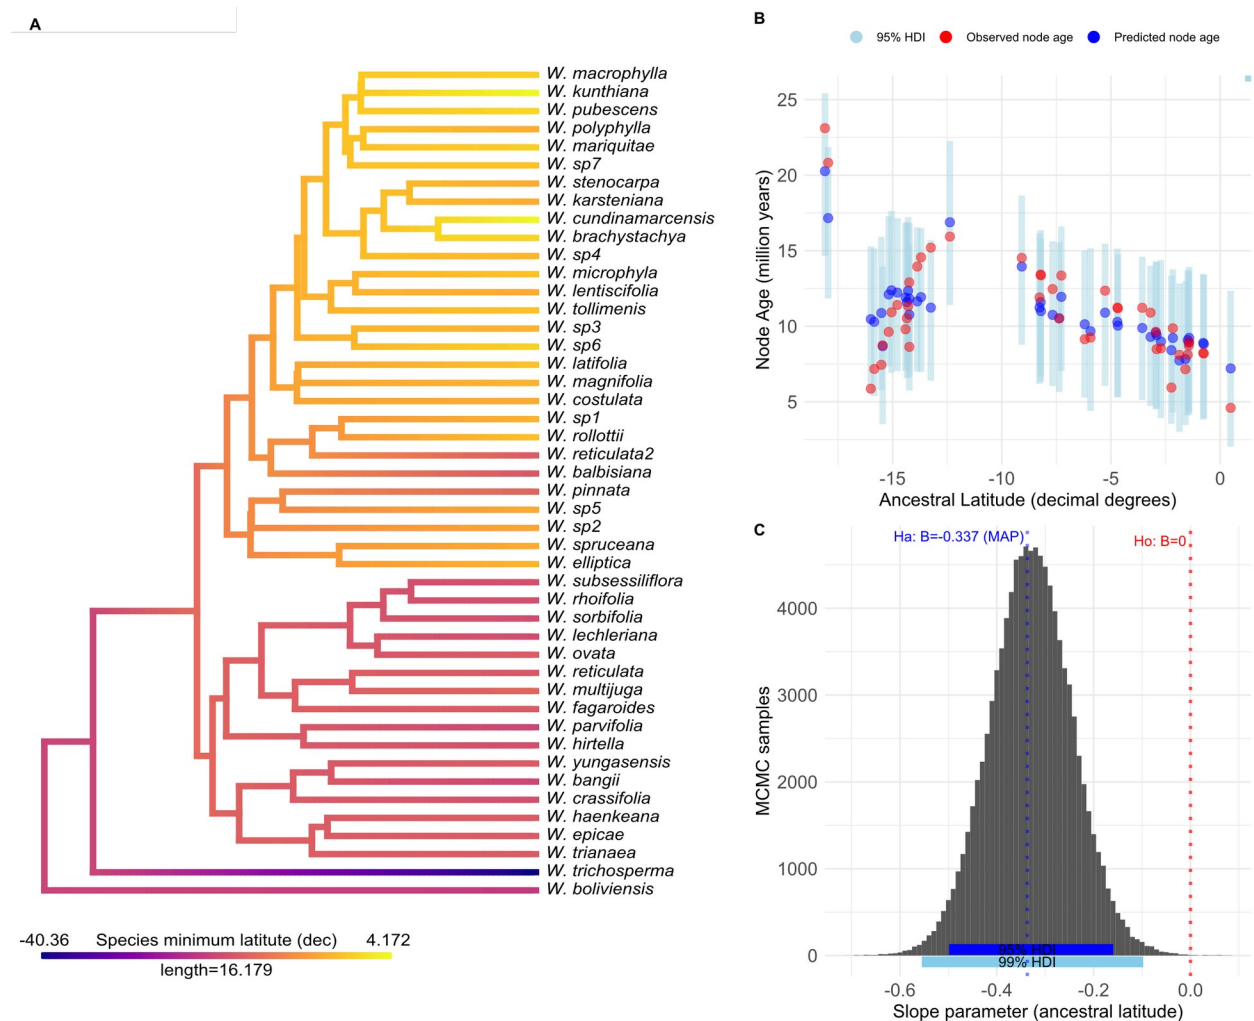 A
W. macrophylla
W. kunthiana
W. pubescens
W. polyphylla
W. mariquitae
W. sp7
W. stenocarpa
W. karsteniana
W. cundinamarcensis
W. brachystachya
W. sp4
W. microphyla
W. lentiscifolia
W. tollimenis
W. sp3
W. sp6
W. latifolia
W. magnifolia
W. costulata
W. sp1
W. rollottii
W. reticulata2
W. balbisiana
W. pinnata
W. sp5
W. sp2
W. spruceana
W. elliptica
W. subsessiliflora
W. rhoifolia
W. sorbifolia
W. lechleriana
W. ovata
W. reticulata
W. multijuga
W. fagaroides
W. parvifolia
W. hirtella
W. yungasensis
W. bangii
W. crassifolia
W. haenkeana
W. epicae
W. trianaea
W. trichosperma
W. boliviensis
-40.36 Species minimum latitute (dec) 4.172
length=16.179
B
95% HDI Observed node age Predicted node age
Node Age (million years)
25
20
15
10
5
-15 -10 -5 0
Ancestral Latitude (decimal degrees)
C
Ha: B=-0.337 (MAP) Ho: B=0
MCMC samples
4000
3000
2000
1000
0
95% HDI
99% HDI
-0.6 -0.4 -0.2 0.0
Slope parameter (ancestral latitude)